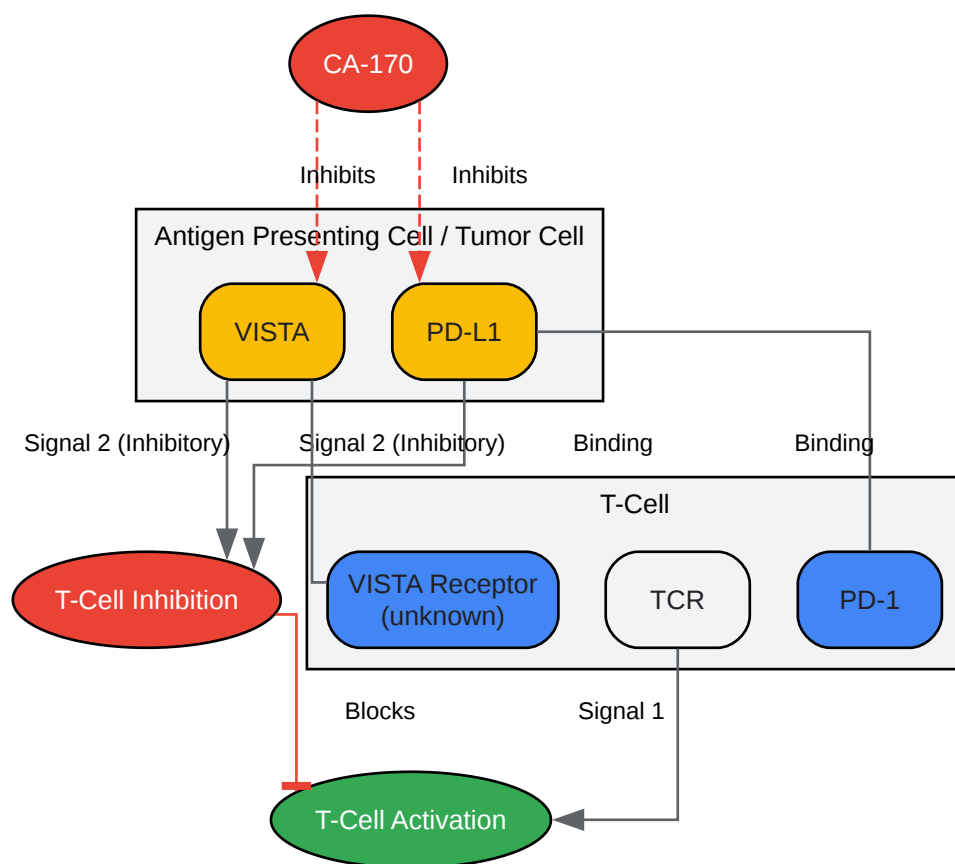 CA-170
Inhibits
Inhibits
Antigen Presenting Cell / Tumor Cell
VISTA
PD-L1
Signal 2 (Inhibitory)
Signal 2 (Inhibitory)
Binding
Binding
T-Cell
T-Cell Inhibition
VISTA Receptor
(unknown)
TCR
PD-1
Blocks
Signal 1
T-Cell Activation